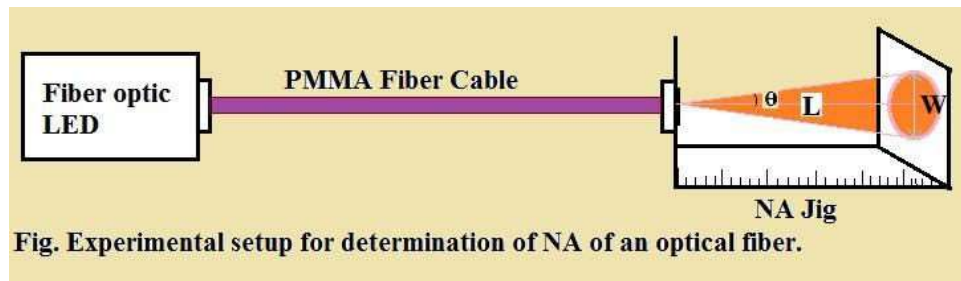 Fiber optic
LED
PMMA Fiber Cable
θ
L
W
NA Jig
Fig. Experimental setup for determination of NA of an optical fiber.